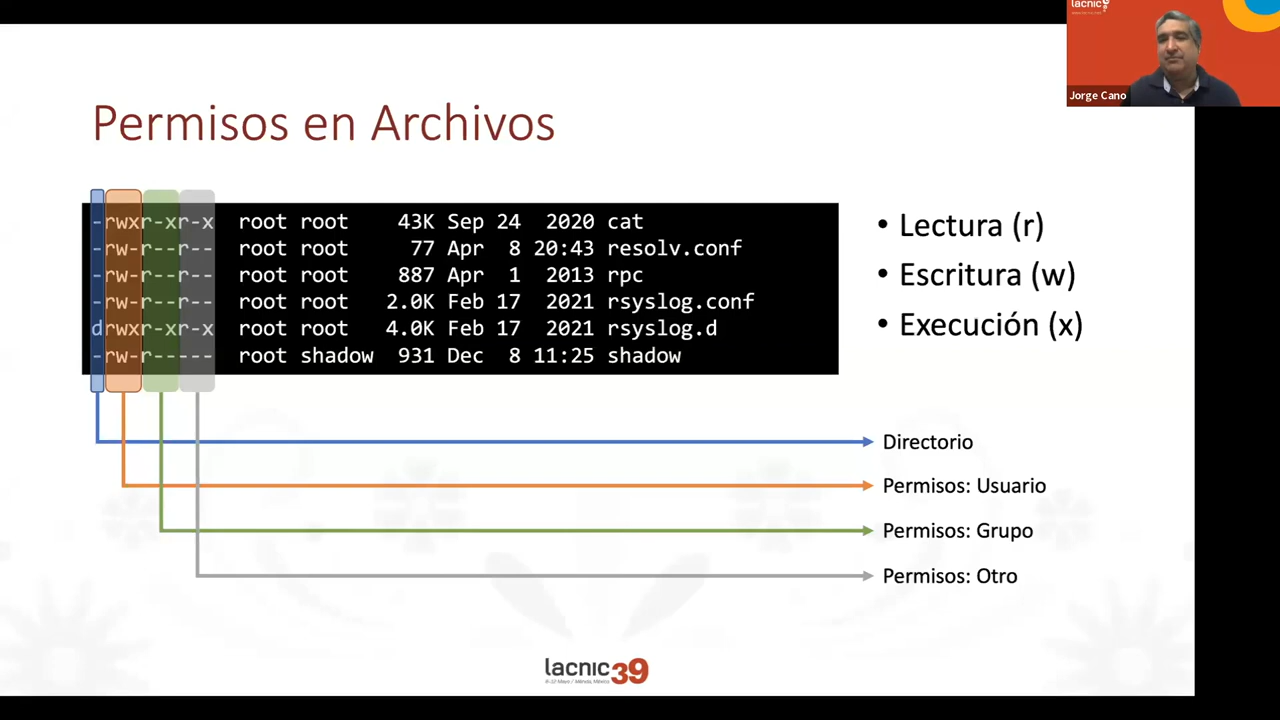 lacnic
Jorge Cano
Permisos en Archivos
-rwxr-xr-x root root 43K Sep 24 2020 cat
-rw-r--r-- root root 77 Apr 8 20:43 resolv.conf
-rw-r--r-- root root 887 Apr 1 2013 rpc
-rw-r--r-- root root 2.0K Feb 17 2021 rsyslog.conf
drwxr-xr-x root root 4.0K Feb 17 2021 rsyslog.d
-rw-r----- root shadow 931 Dec 8 11:25 shadow
• Lectura (r)
• Escritura (w)
• Execución (x)
Directorio
Permisos: Usuario
Permisos: Grupo
Permisos: Otro
lacnic39